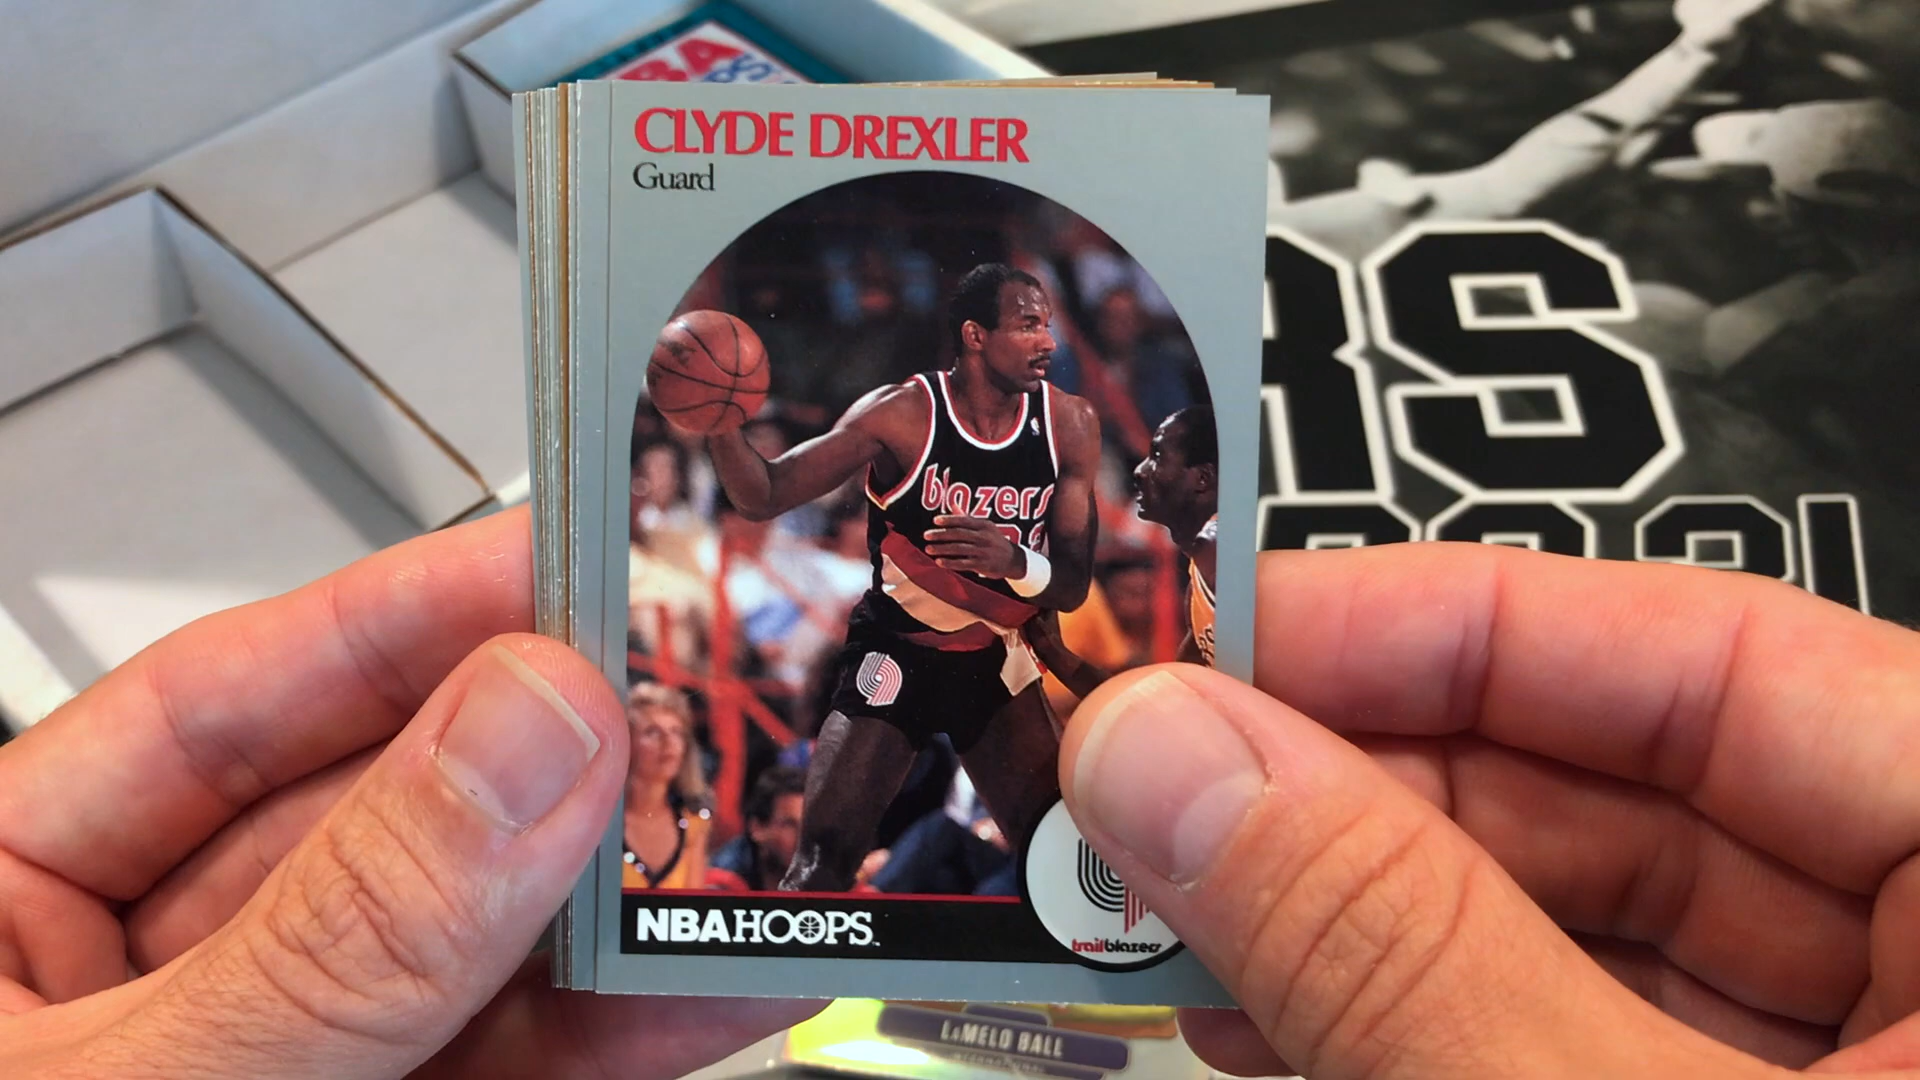 CLYDE DREXLER
Guard
blazers
NBA HOOPS
trailblazers
LaMELO BALL
RS